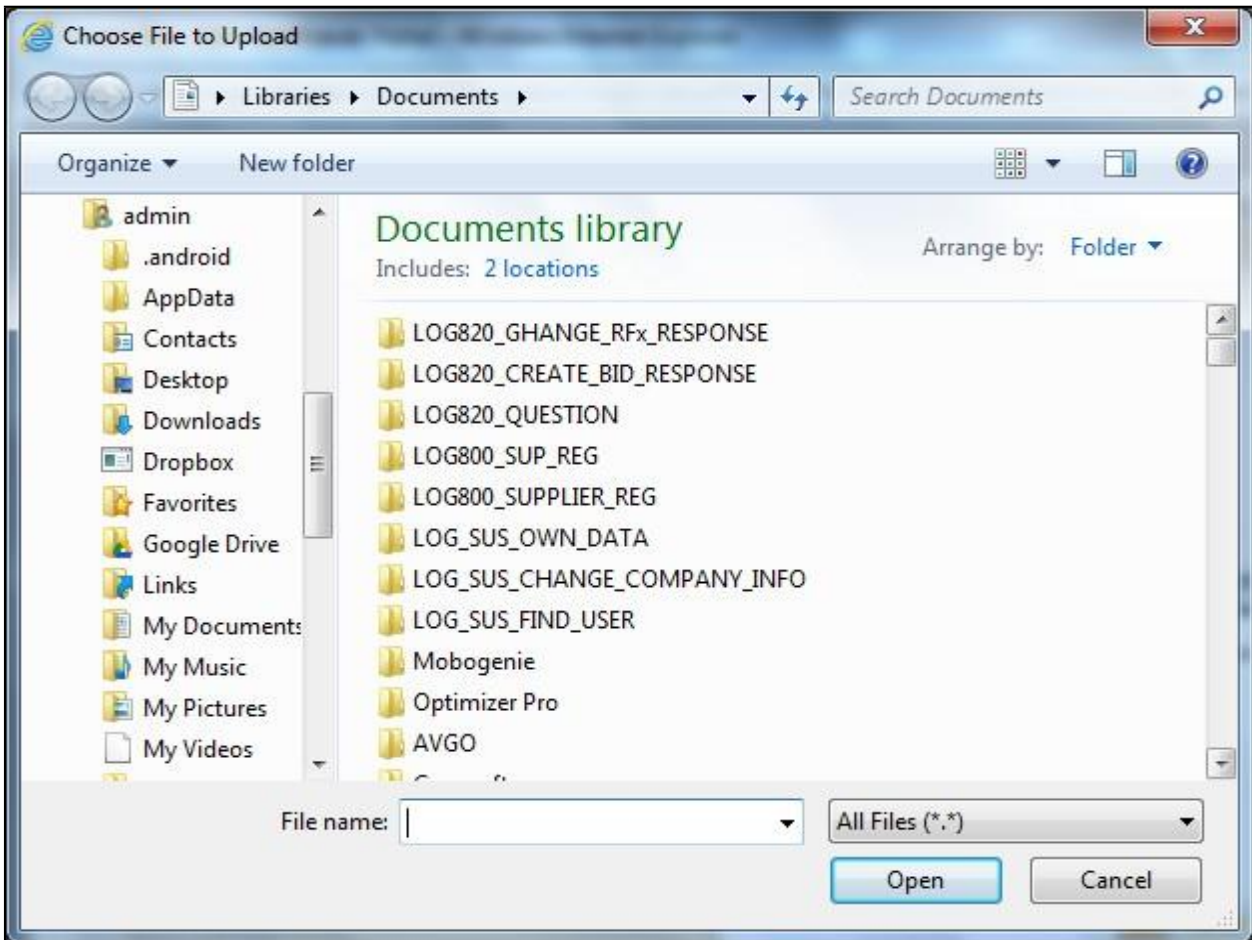 Choose File to Upload
Libraries Documents Search Documents
Organize New folder
admin
.android
AppData
Contacts
Desktop
Downloads
Dropbox
Favorites
Google Drive
Links
My Documents
My Music
My Pictures
My Videos
Documents library
Includes: 2 locations
Arrange by: Folder
LOG820_GHANGE_RFx_RESPONSE
LOG820_CREATE_BID_RESPONSE
LOG820_QUESTION
LOG800_SUP_REG
LOG800_SUPPLIER_REG
LOG_SUS_OWN_DATA
LOG_SUS_CHANGE_COMPANY_INFO
LOG_SUS_FIND_USER
Mobogenie
Optimizer Pro
AVGO
File name: All Files (*.*)
Open Cancel